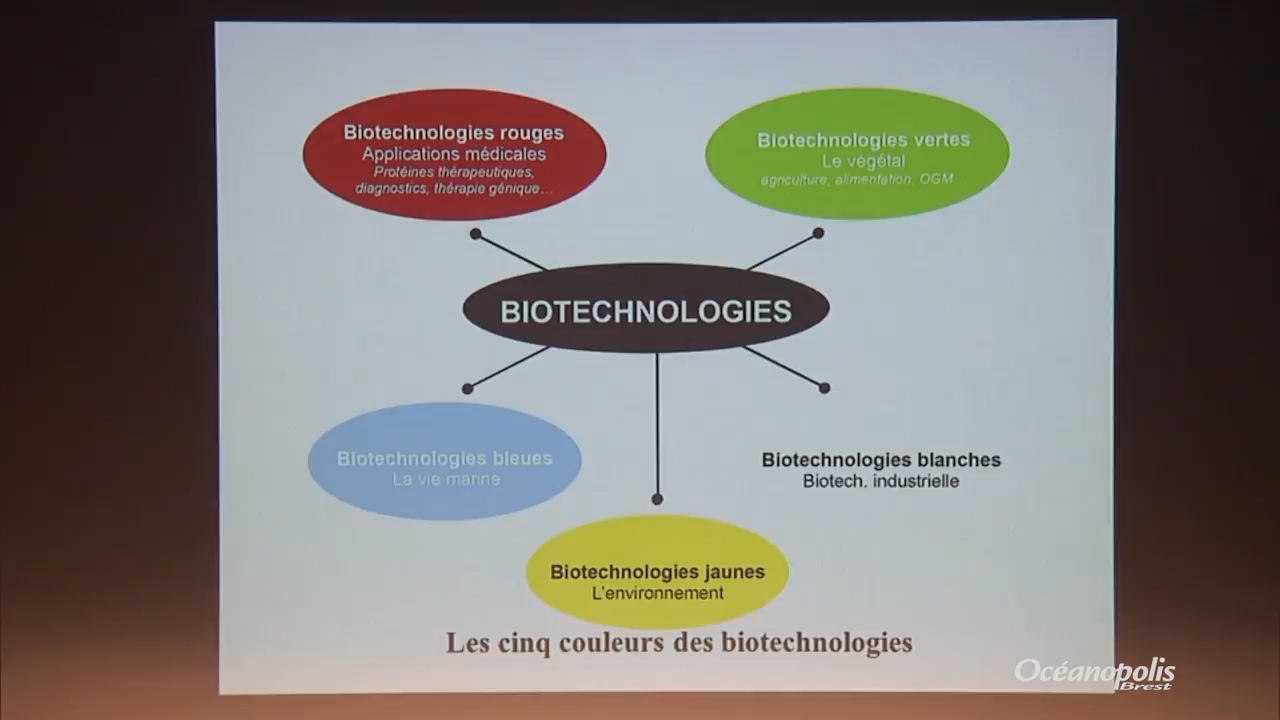 Biotechnologies rouges
Applications médicales
Protéines thérapeutiques,
diagnostics, thérapie génique...
Biotechnologies vertes
Le végétal
agriculture, alimentation, OGM...
BIOTECHNOLOGIES
Biotechnologies bleues
La vie marine
Biotechnologies blanches
Biotech. industrielle
Biotechnologies jaunes
L'environnement
Les cinq couleurs des biotechnologies
Océanopolis
Brest